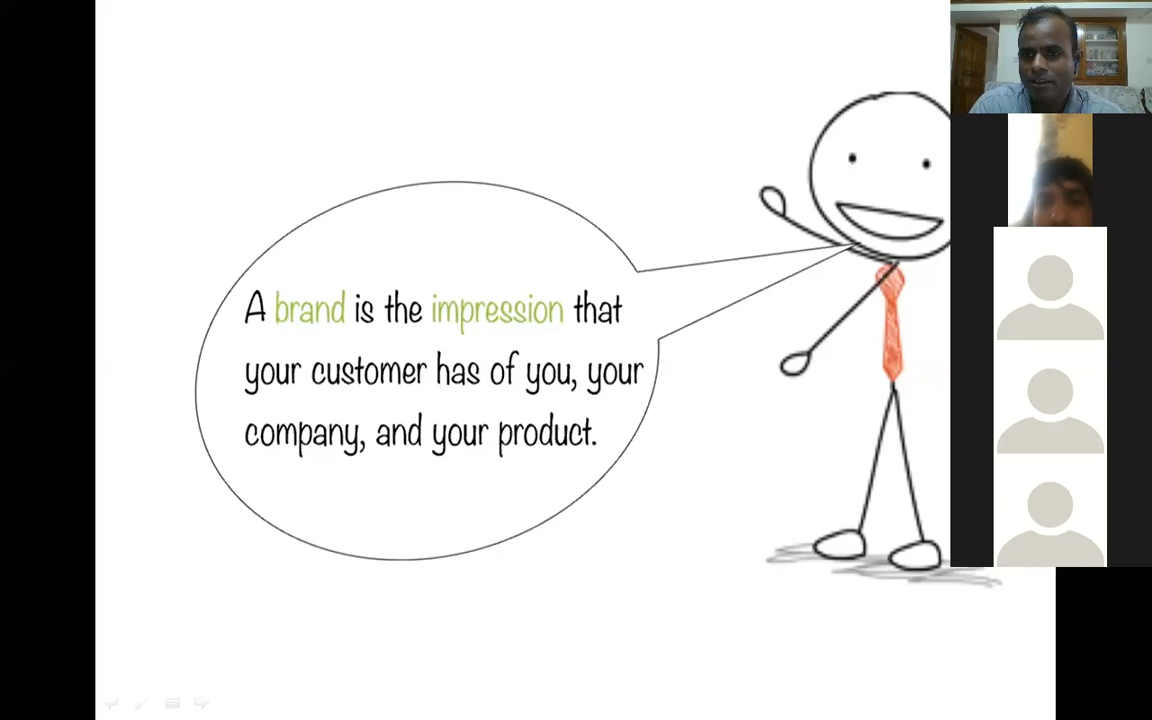 A brand is the impression that
your customer has of you, your
company, and your product.